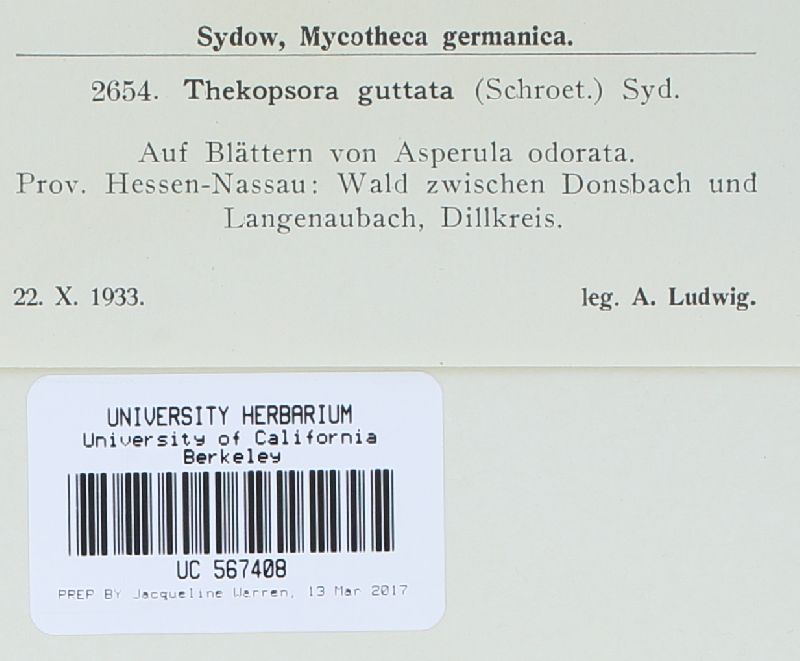 Sydow, Mycotheca germanica.
2654. Thekopsora guttata (Schroet.) Syd.
Auf Blättern von Asperula odorata.
Prov. Hessen-Nassau: Wald zwischen Donsbach und
Langenaubach, Dillkreis.
22. X. 1933. leg. A. Ludwig.
UNIVERSITY HERBARIUM
University of California
Berkeley
UC 567408
PREP BY Jacqueline Warren, 13 Mar 2017